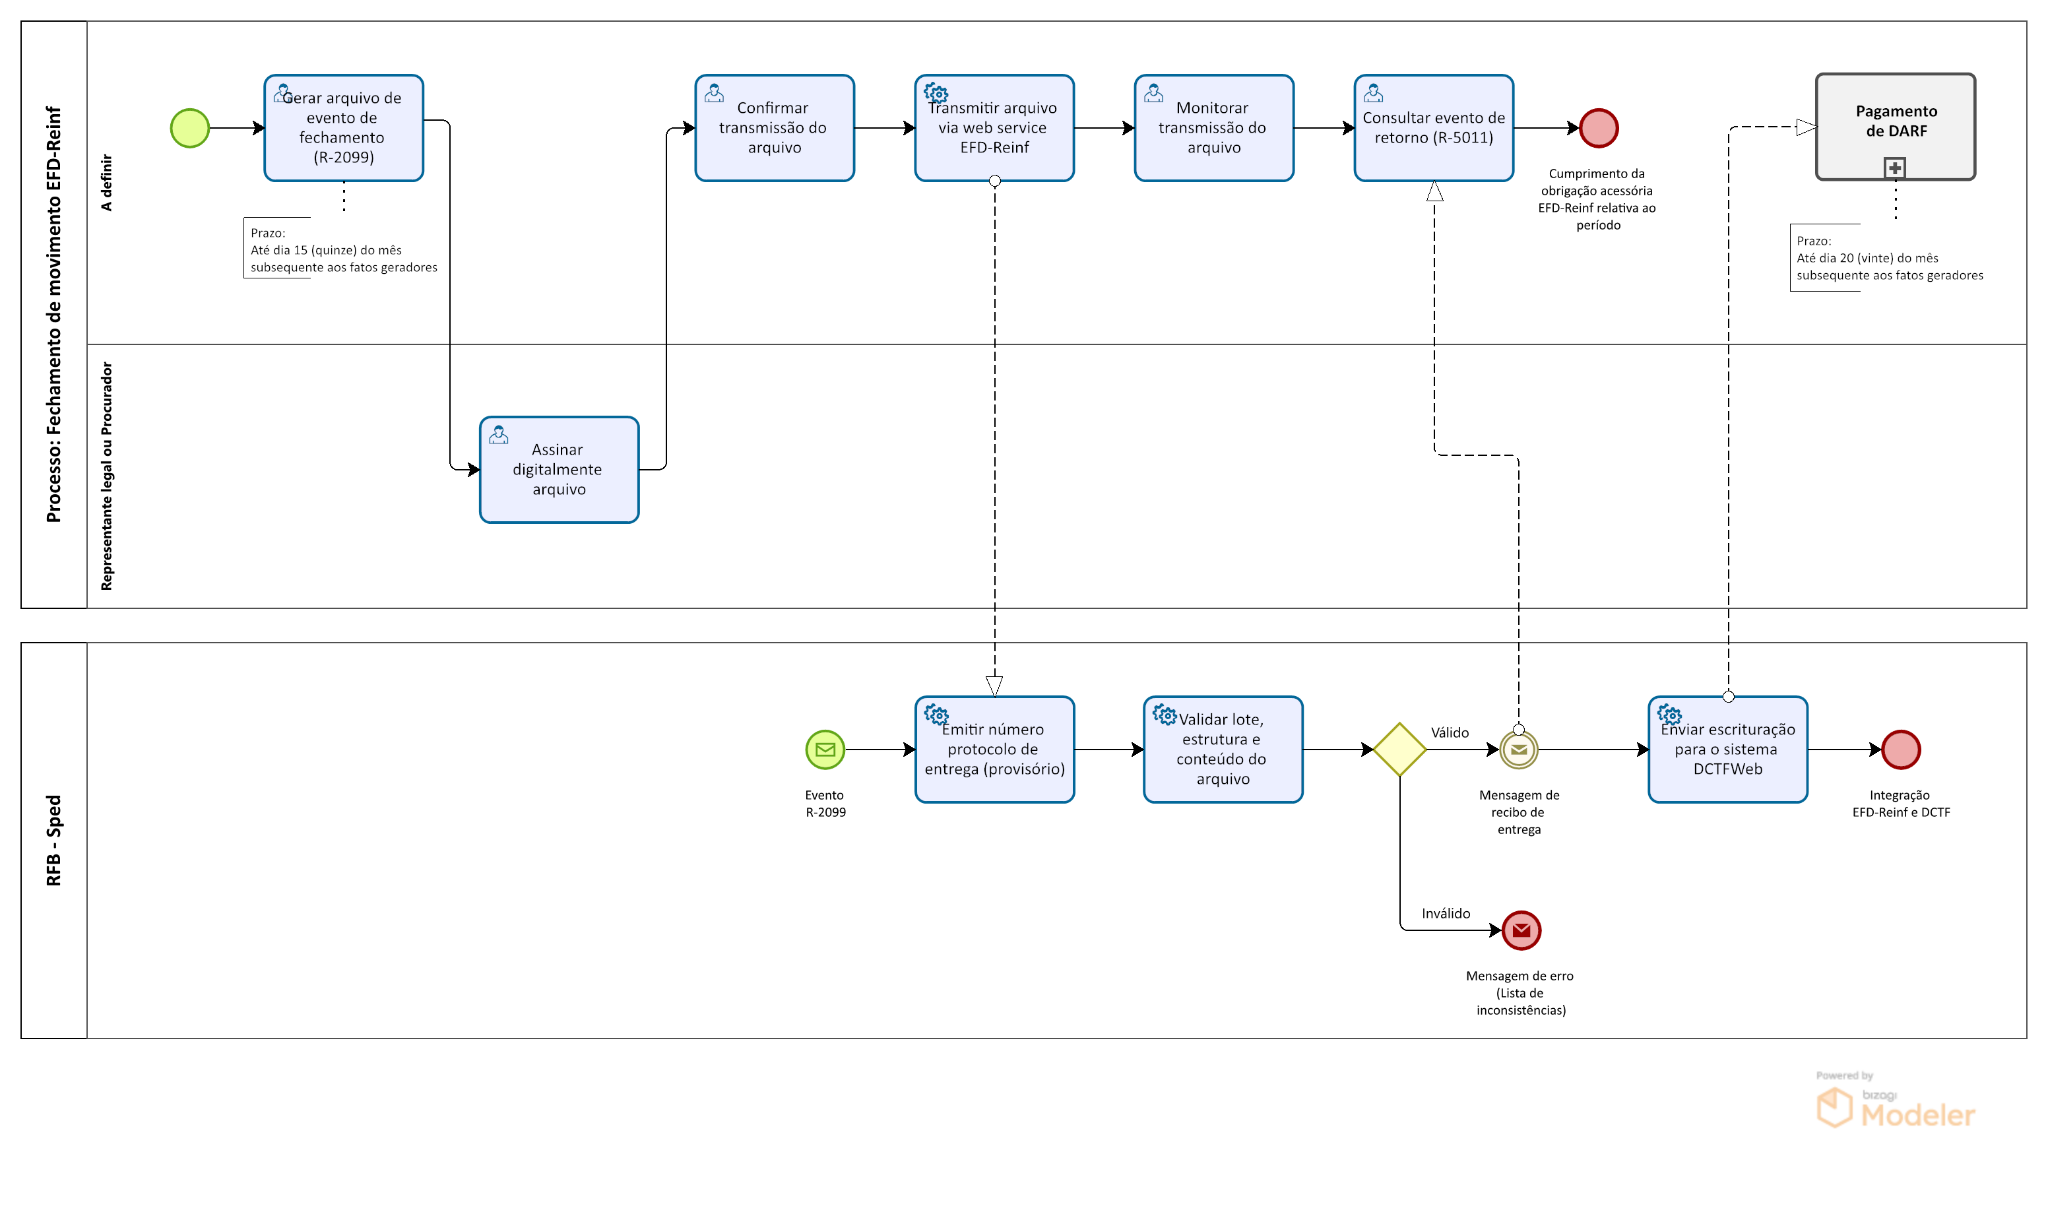 Processo: Fechamento de movimento EFD-Reinf
A definir
Gerar arquivo de
evento de
fechamento
(R-2099)
Prazo:
Até dia 15 (quinze) do mês
subsequente aos fatos geradores
Confirmar
transmissão do
arquivo
Transmitir arquivo
via web service
EFD-Reinf
Monitorar
transmissão do
arquivo
Consultar evento de
retorno (R-5011)
Cumprimento da
obrigação acessória
EFD-Reinf relativa ao
período
Pagamento
de DARF
Prazo:
Até dia 20 (vinte) do mês
subsequente aos fatos geradores
Representante legal ou Procurador
Assinar
digitalmente
arquivo
RFB - Sped
Evento
R-2099
Emitir número
protocolo de
entrega (provisório)
Validar lote,
estrutura e
conteúdo do
arquivo
Válido
Mensagem de
recibo de
entrega
Enviar escrituração
para o sistema
DCTFWeb
Integração
EFD-Reinf e DCTF
Inválido
Mensagem de erro
(Lista de
inconsistências)
Powered by
bizagi
Modeler